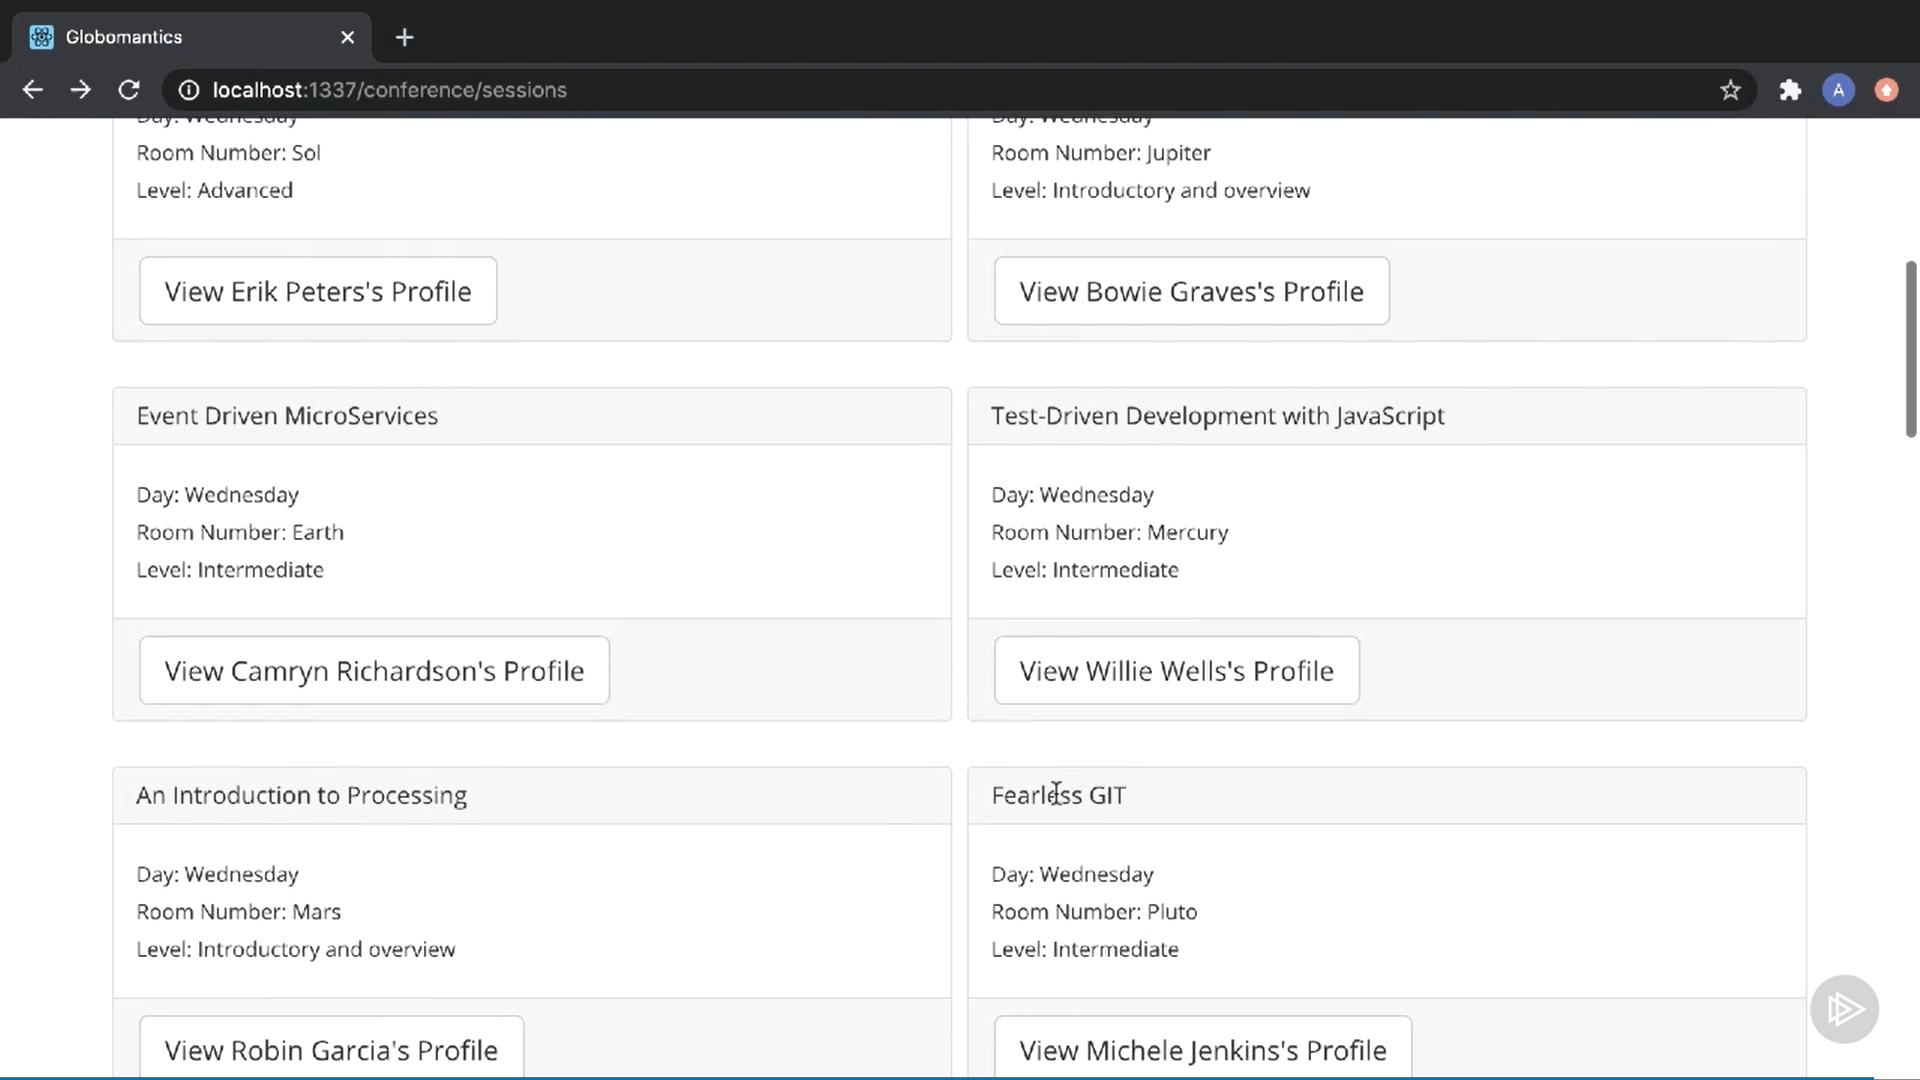 Globomantics
localhost:1337/conference/sessions
A
Day: Wednesday
Room Number: Sol
Level: Advanced
View Erik Peters's Profile
Day: Wednesday
Room Number: Jupiter
Level: Introductory and overview
View Bowie Graves's Profile
Event Driven MicroServices
Day: Wednesday
Room Number: Earth
Level: Intermediate
View Camryn Richardson's Profile
Test-Driven Development with JavaScript
Day: Wednesday
Room Number: Mercury
Level: Intermediate
View Willie Wells's Profile
An Introduction to Processing
Day: Wednesday
Room Number: Mars
Level: Introductory and overview
View Robin Garcia's Profile
Fearless GIT
Day: Wednesday
Room Number: Pluto
Level: Intermediate
View Michele Jenkins's Profile